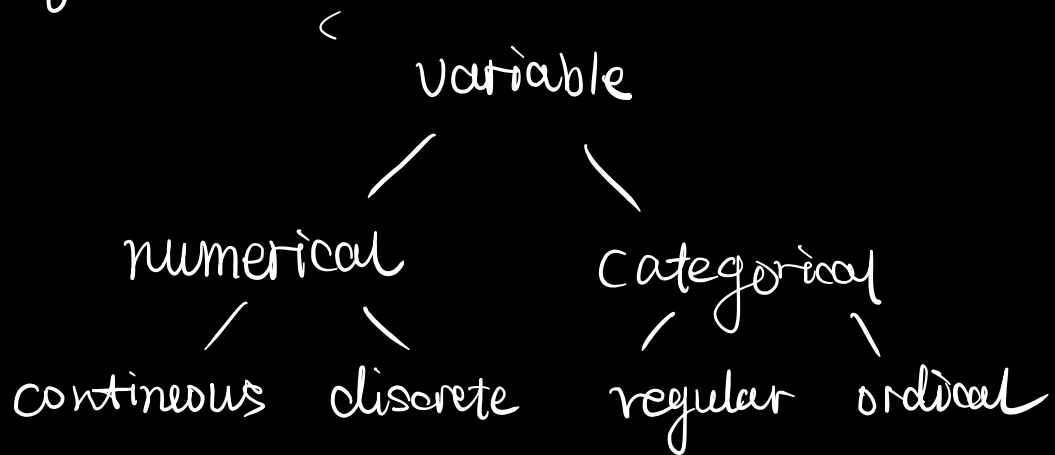 variable
numerical categorical
contineous discrete regular ordical